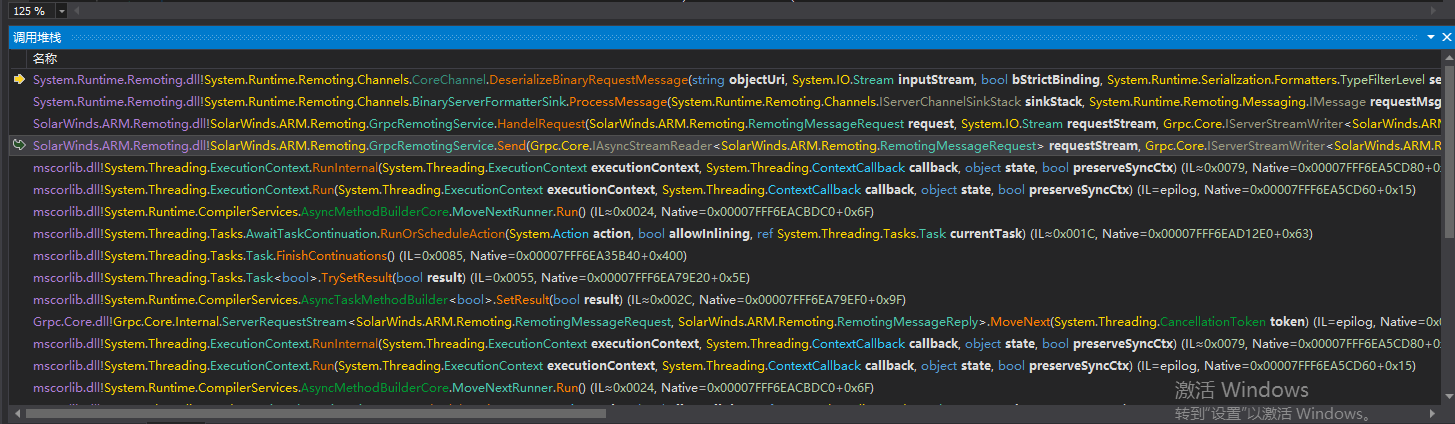 125 %
调用堆栈
名称
System.Runtime.Remoting.dll!System.Runtime.Remoting.Channels.CoreChannel.DeserializeBinaryRequestMessage(string objectUri, System.IO.Stream inputStream, bool bStrictBinding, System.Runtime.Serialization.Formatters.TypeFilterLevel se
System.Runtime.Remoting.dll!System.Runtime.Remoting.Channels.BinaryServerFormatterSink.ProcessMessage(System.Runtime.Remoting.Channels.IServerChannelSinkStack sinkStack, System.Runtime.Remoting.Messaging.IMessage requestMsg
SolarWinds.ARM.Remoting.dll!SolarWinds.ARM.Remoting.GrpcRemotingService.HandelRequest(SolarWinds.ARM.Remoting.RemotingMessageRequest request, System.IO.Stream requestStream, Grpc.Core.IServerStreamWriter<SolarWinds.ARM
SolarWinds.ARM.Remoting.dll!SolarWinds.ARM.Remoting.GrpcRemotingService.Send(Grpc.Core.IAsyncStreamReader<SolarWinds.ARM.Remoting.RemotingMessageRequest> requestStream, Grpc.Core.IServerStreamWriter<SolarWinds.ARM.R
mscorlib.dll!System.Threading.ExecutionContext.RunInternal(System.Threading.ExecutionContext executionContext, System.Threading.ContextCallback callback, object state, bool preserveSyncCtx) (IL≈0x0079, Native=0x00007FFF6EA5CD80+0
mscorlib.dll!System.Threading.ExecutionContext.Run(System.Threading.ExecutionContext executionContext, System.Threading.ContextCallback callback, object state, bool preserveSyncCtx) (IL=epilog, Native=0x00007FFF6EA5CD60+0x15)
mscorlib.dll!System.Runtime.CompilerServices.AsyncMethodBuilderCore.MoveNextRunner.Run() (IL≈0x0024, Native=0x00007FFF6EACBDC0+0x6F)
mscorlib.dll!System.Threading.Tasks.AwaitTaskContinuation.RunOrScheduleAction(System.Action action, bool allowInlining, ref System.Threading.Tasks.Task currentTask) (IL≈0x001C, Native=0x00007FFF6EAD12E0+0x63)
mscorlib.dll!System.Threading.Tasks.Task.FinishContinuations() (IL=0x0085, Native=0x00007FFF6EA35B40+0x400)
mscorlib.dll!System.Threading.Tasks.Task<bool>.TrySetResult(bool result) (IL=0x0055, Native=0x00007FFF6EA79E20+0x5E)
mscorlib.dll!System.Runtime.CompilerServices.AsyncTaskMethodBuilder<bool>.SetResult(bool result) (IL≈0x002C, Native=0x00007FFF6EA79EF0+0x9F)
Grpc.Core.dll!Grpc.Core.Internal.ServerRequestStream<SolarWinds.ARM.Remoting.RemotingMessageRequest, SolarWinds.ARM.Remoting.RemotingMessageReply>.MoveNext(System.Threading.CancellationToken token) (IL=epilog, Native=0x0
mscorlib.dll!System.Threading.ExecutionContext.RunInternal(System.Threading.ExecutionContext executionContext, System.Threading.ContextCallback callback, object state, bool preserveSyncCtx) (IL≈0x0079, Native=0x00007FFF6EA5CD80+0
mscorlib.dll!System.Threading.ExecutionContext.Run(System.Threading.ExecutionContext executionContext, System.Threading.ContextCallback callback, object state, bool preserveSyncCtx) (IL=epilog, Native=0x00007FFF6EA5CD60+0x15)
mscorlib.dll!System.Runtime.CompilerServices.AsyncMethodBuilderCore.MoveNextRunner.Run() (IL≈0x0024, Native=0x00007FFF6EACBDC0+0x6F)
激活 Windows
转到“设置”以激活 Windows。